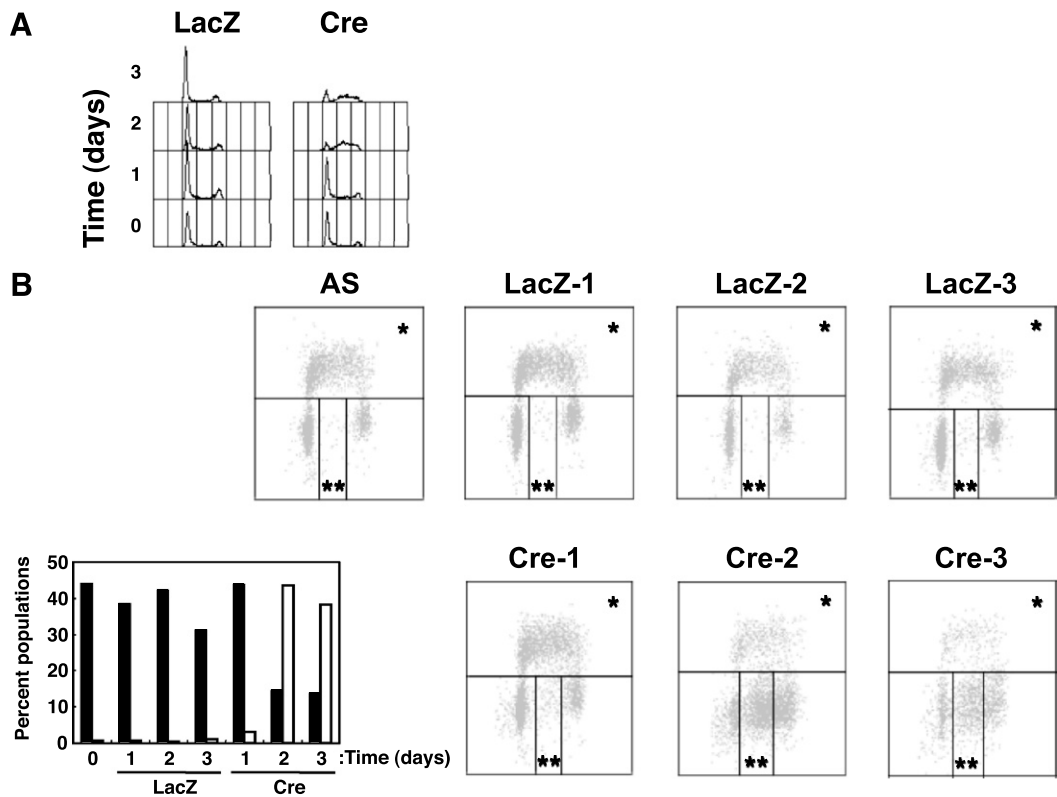 A
LacZ Cre
Time (days)
3
2
1
0
B
AS LacZ-1 LacZ-2 LacZ-3
* * * *
** ** ** **
Cre-1 Cre-2 Cre-3
* * *
** ** **
Percent populations
50
40
30
20
10
0
0 1 2 3 1 2 3 :Time (days)
LacZ Cre